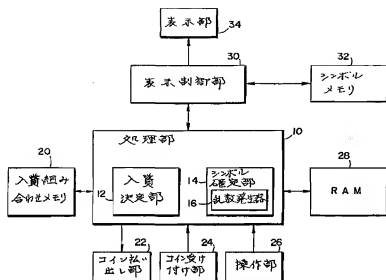 34
表示部
30
表示制御部
32
シンボル
メモリ
10
処理部
20
入賞組み
合わせメモリ
12
入賞
決定部
14
シンボル
確定部
16
乱数発生器
28
RAM
22
コイン払い
出し部
24
コイン受け
付け部
26
操作部